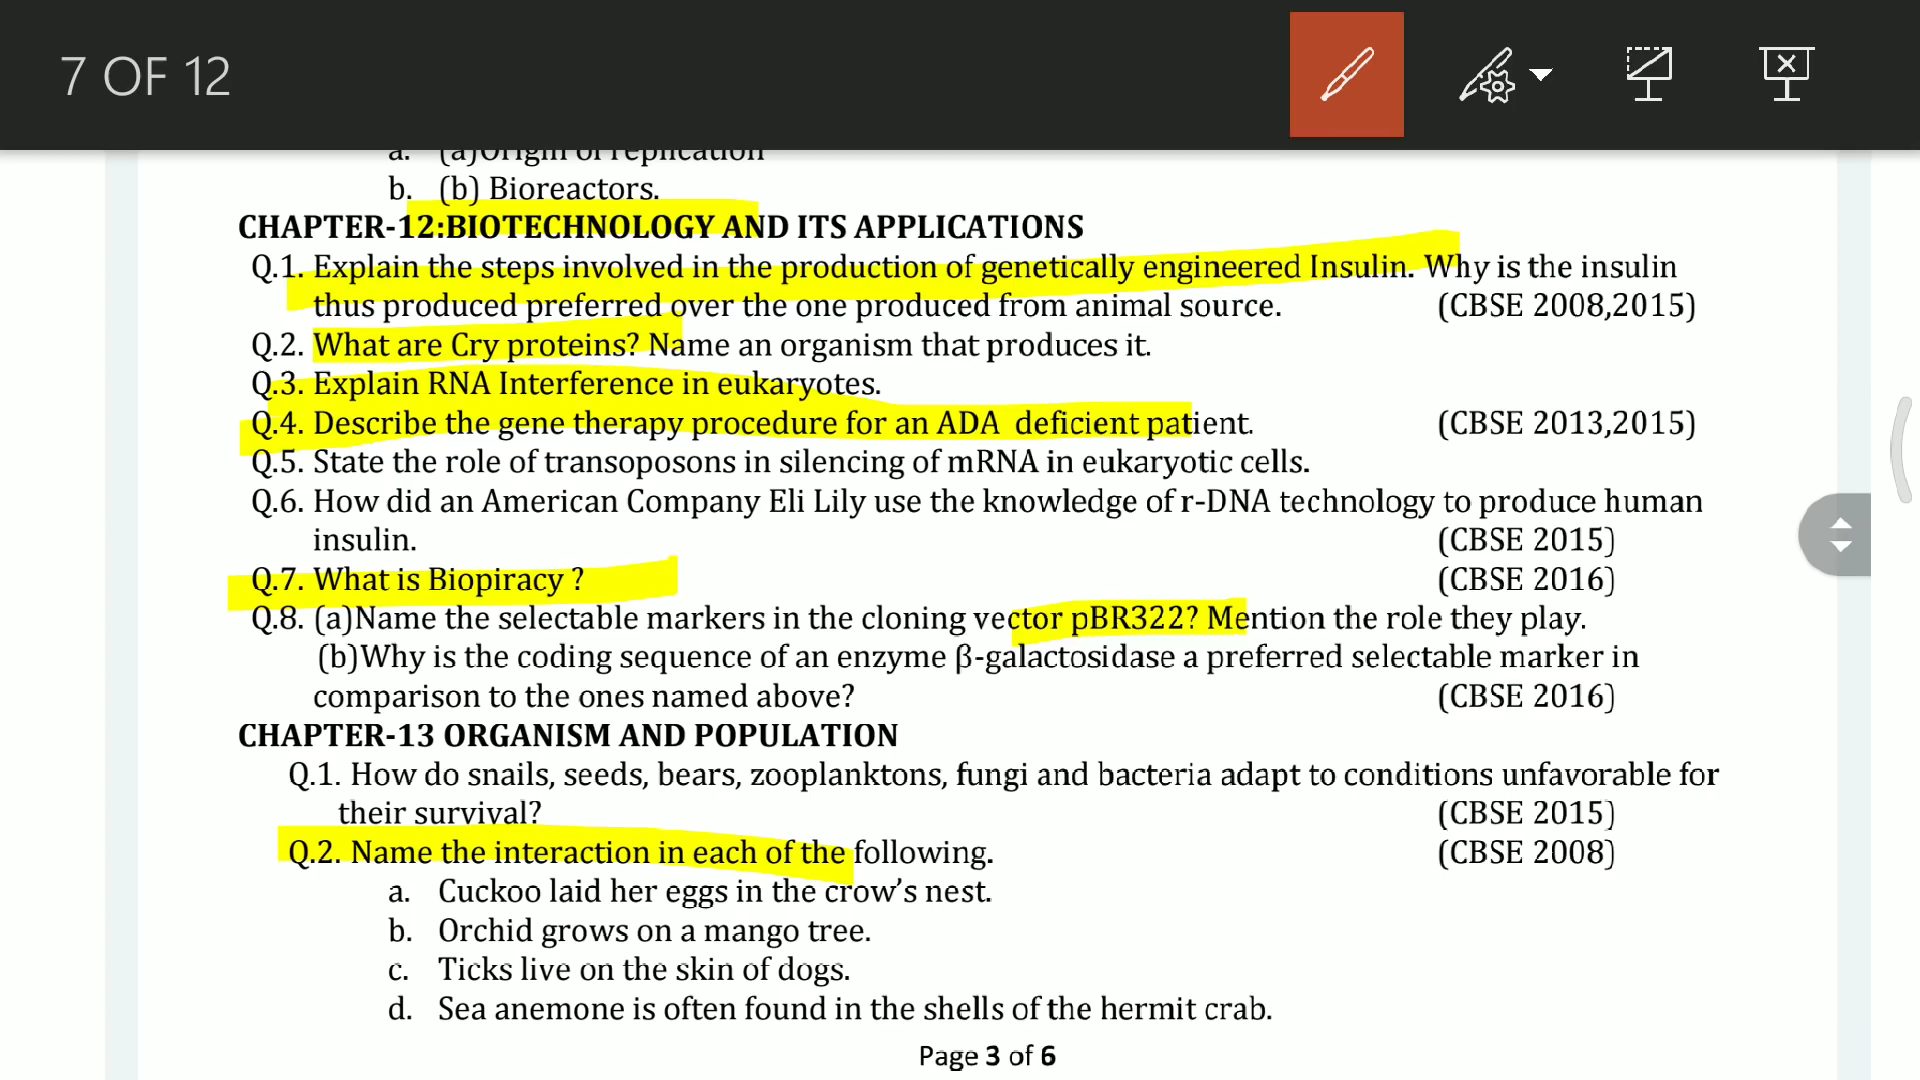 7 OF 12
a. (a)Origin of replication
b. (b) Bioreactors.
CHAPTER-12:BIOTECHNOLOGY AND ITS APPLICATIONS
Q.1. Explain the steps involved in the production of genetically engineered Insulin. Why is the insulin
thus produced preferred over the one produced from animal source. (CBSE 2008,2015)
Q.2. What are Cry proteins? Name an organism that produces it.
Q.3. Explain RNA Interference in eukaryotes.
Q.4. Describe the gene therapy procedure for an ADA deficient patient. (CBSE 2013,2015)
Q.5. State the role of transoposons in silencing of mRNA in eukaryotic cells.
Q.6. How did an American Company Eli Lily use the knowledge of r-DNA technology to produce human
insulin. (CBSE 2015)
Q.7. What is Biopiracy ? (CBSE 2016)
Q.8. (a)Name the selectable markers in the cloning vector pBR322? Mention the role they play.
(b)Why is the coding sequence of an enzyme β-galactosidase a preferred selectable marker in
comparison to the ones named above? (CBSE 2016)
CHAPTER-13 ORGANISM AND POPULATION
Q.1. How do snails, seeds, bears, zooplanktons, fungi and bacteria adapt to conditions unfavorable for
their survival? (CBSE 2015)
Q.2. Name the interaction in each of the following. (CBSE 2008)
a. Cuckoo laid her eggs in the crow's nest.
b. Orchid grows on a mango tree.
c. Ticks live on the skin of dogs.
d. Sea anemone is often found in the shells of the hermit crab.
Page 3 of 6